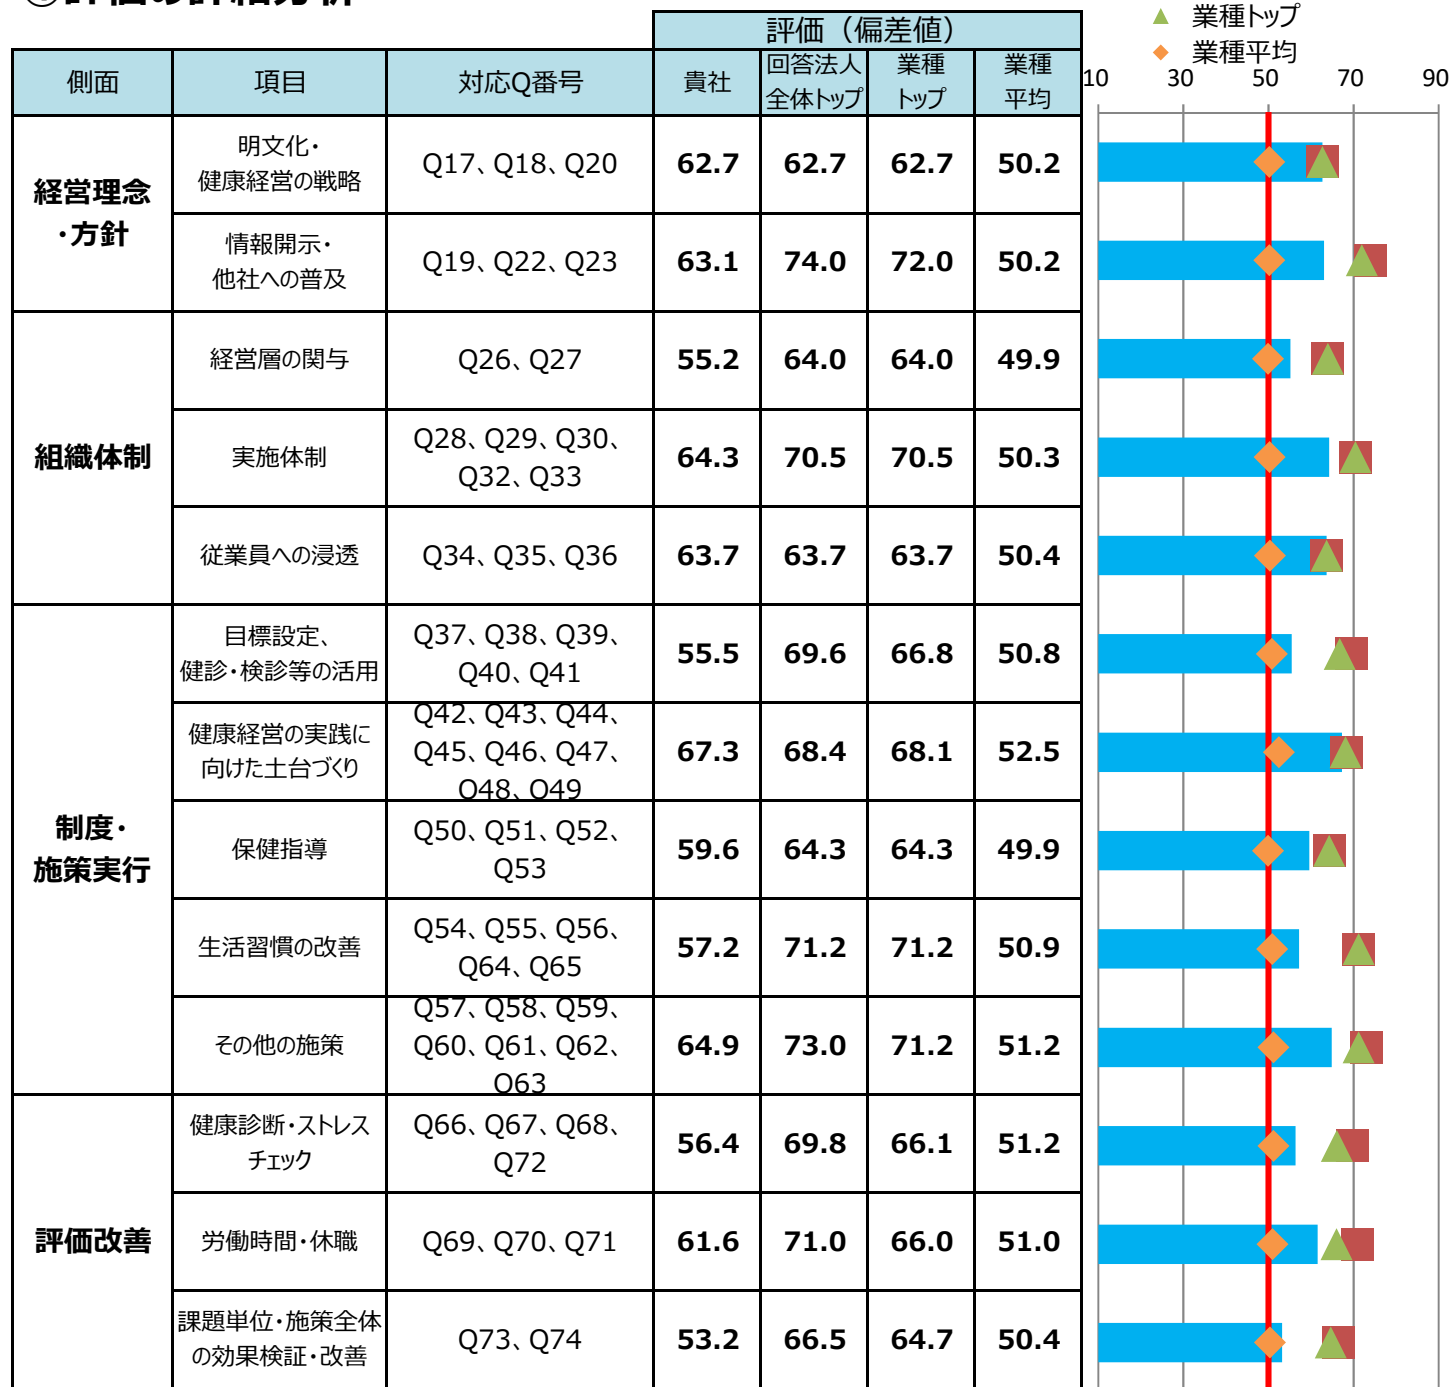 評価（偏差値）
▲ 業種トップ
◆ 業種平均
側面 項目 対応Q番号 貴社 回答法人 業種 業種
全体トップ トップ 平均
10 30 50 70 90
経営理念
・方針
明文化・
健康経営の戦略
Q17、Q18、Q20 62.7 62.7 62.7 50.2
情報開示・
他社への普及
Q19、Q22、Q23 63.1 74.0 72.0 50.2
組織体制
経営層の関与 Q26、Q27 55.2 64.0 64.0 49.9
実施体制
Q28、Q29、Q30、
Q32、Q33
64.3 70.5 70.5 50.3
従業員への浸透 Q34、Q35、Q36 63.7 63.7 63.7 50.4
制度・
施策実行
目標設定、
健診・検診等の活用
Q37、Q38、Q39、
Q40、Q41
55.5 69.6 66.8 50.8
健康経営の実践に
向けた土台づくり
Q42、Q43、Q44、
Q45、Q46、Q47、
Q48、Q49
67.3 68.4 68.1 52.5
保健指導
Q50、Q51、Q52、
Q53
59.6 64.3 64.3 49.9
生活習慣の改善
Q54、Q55、Q56、
Q64、Q65
57.2 71.2 71.2 50.9
その他の施策
Q57、Q58、Q59、
Q60、Q61、Q62、
Q63
64.9 73.0 71.2 51.2
評価改善
健康診断・ストレス
チェック
Q66、Q67、Q68、
Q72
56.4 69.8 66.1 51.2
労働時間・休職 Q69、Q70、Q71 61.6 71.0 66.0 51.0
課題単位・施策全体
の効果検証・改善
Q73、Q74 53.2 66.5 64.7 50.4